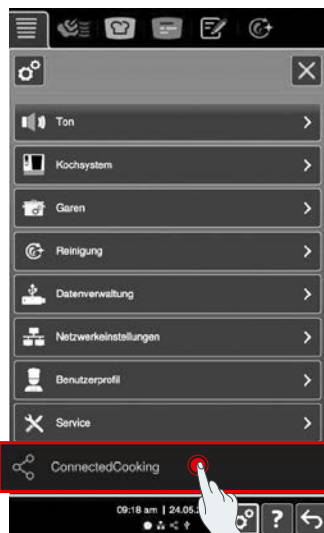 Ton
Kochsystem
Garen
Reinigung
Datenverwaltung
Netzwerkeinstellungen
Benutzerprofil
Service
ConnectedCooking
09:18 am | 24.05.
?